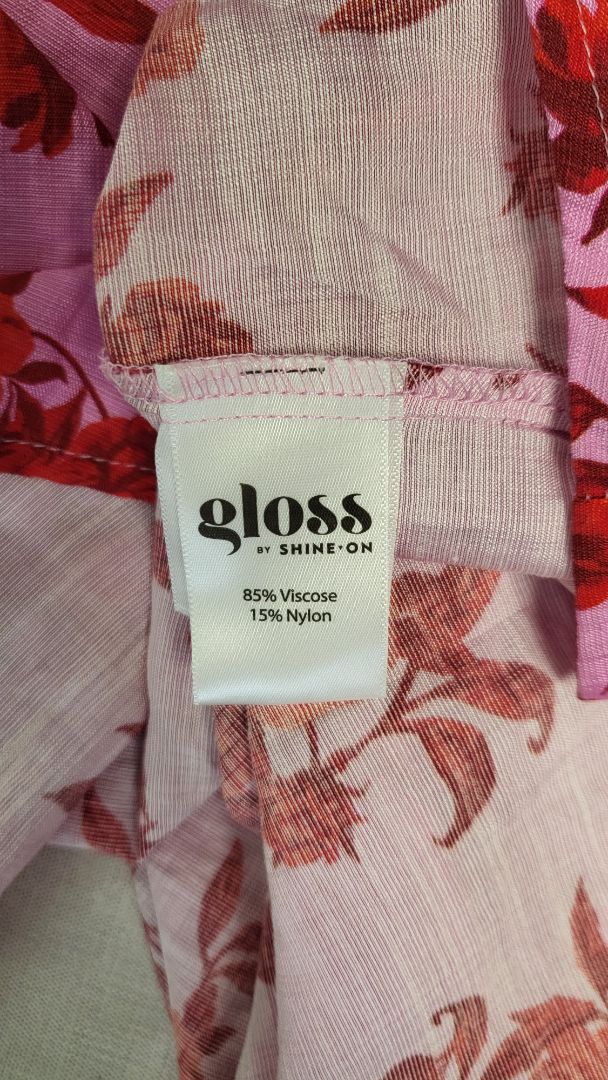 gloss
BY SHINE•ON
85% Viscose
15% Nylon